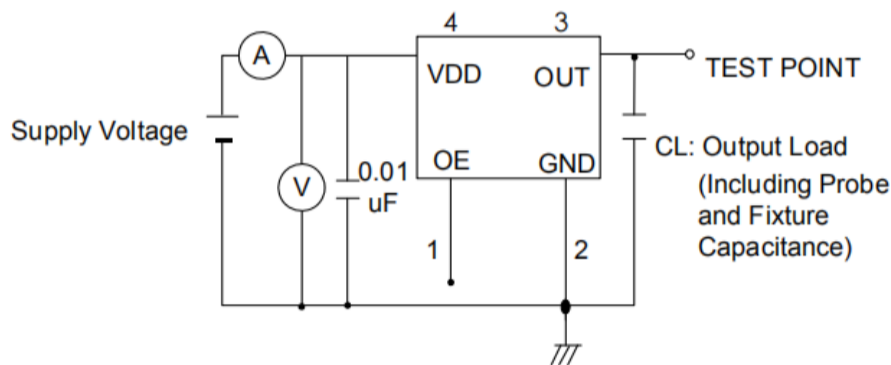 4
3
A
VDD
OUT
TEST POINT
Supply Voltage
V
0.01
uF
OE
GND
CL: Output Load
(Including Probe
and Fixture
Capacitance)
1
2